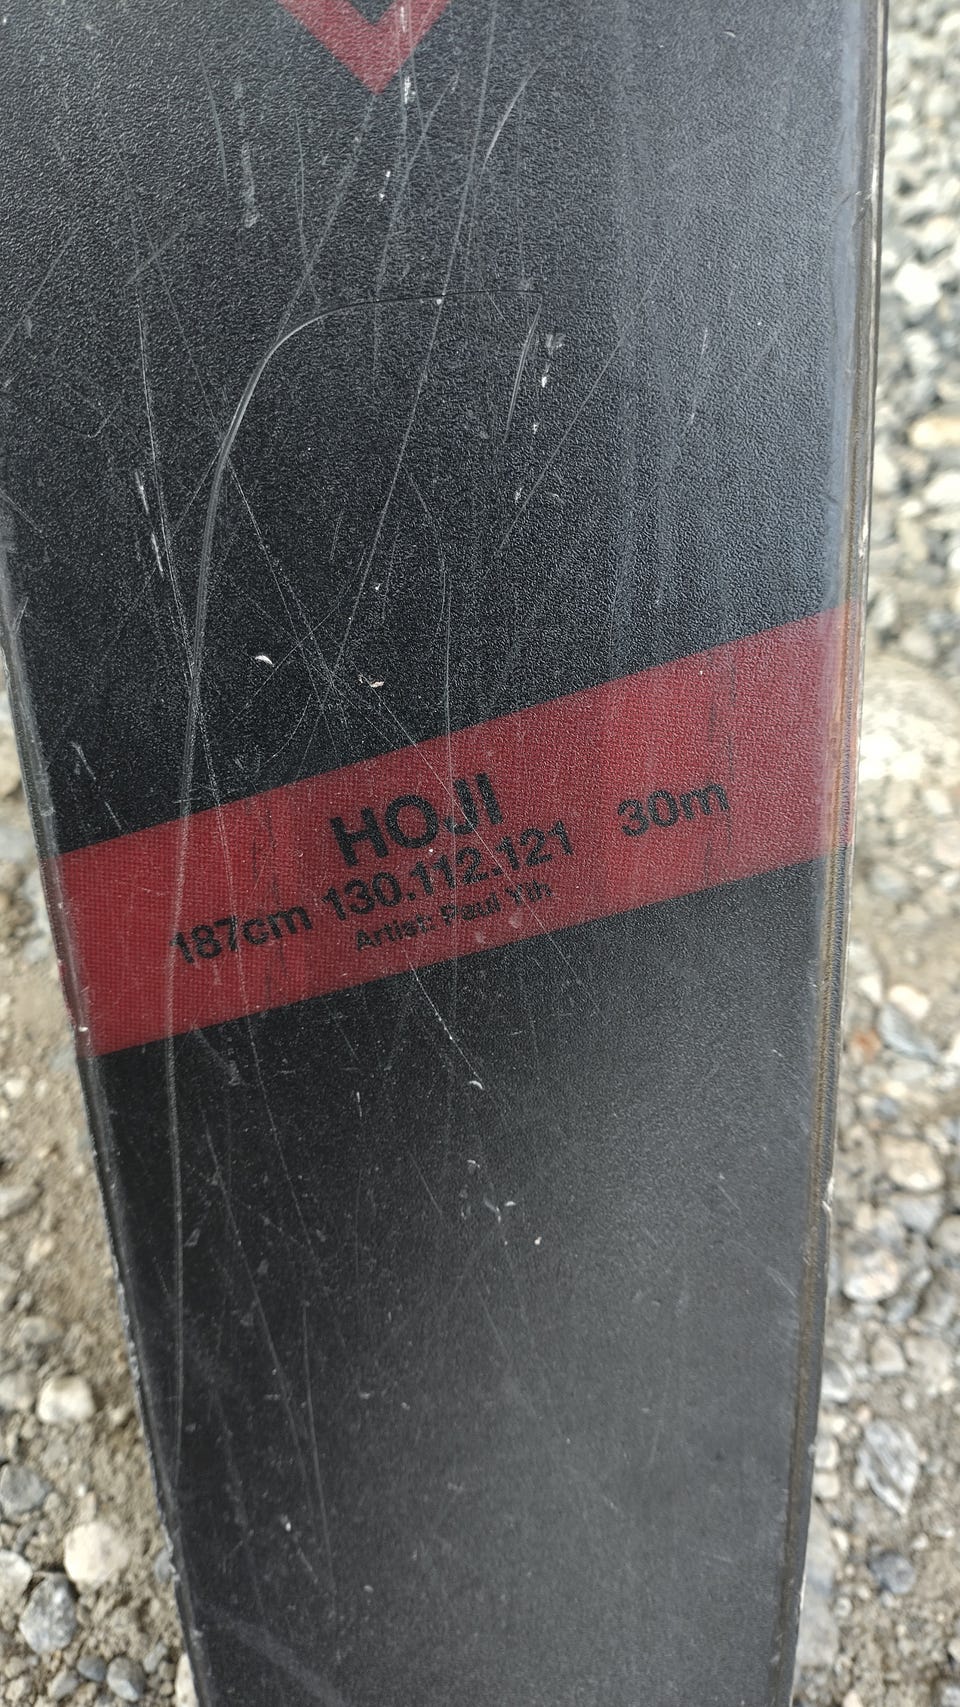 HOJI
187cm 130.112.121 30m
Artist: Paul Yih